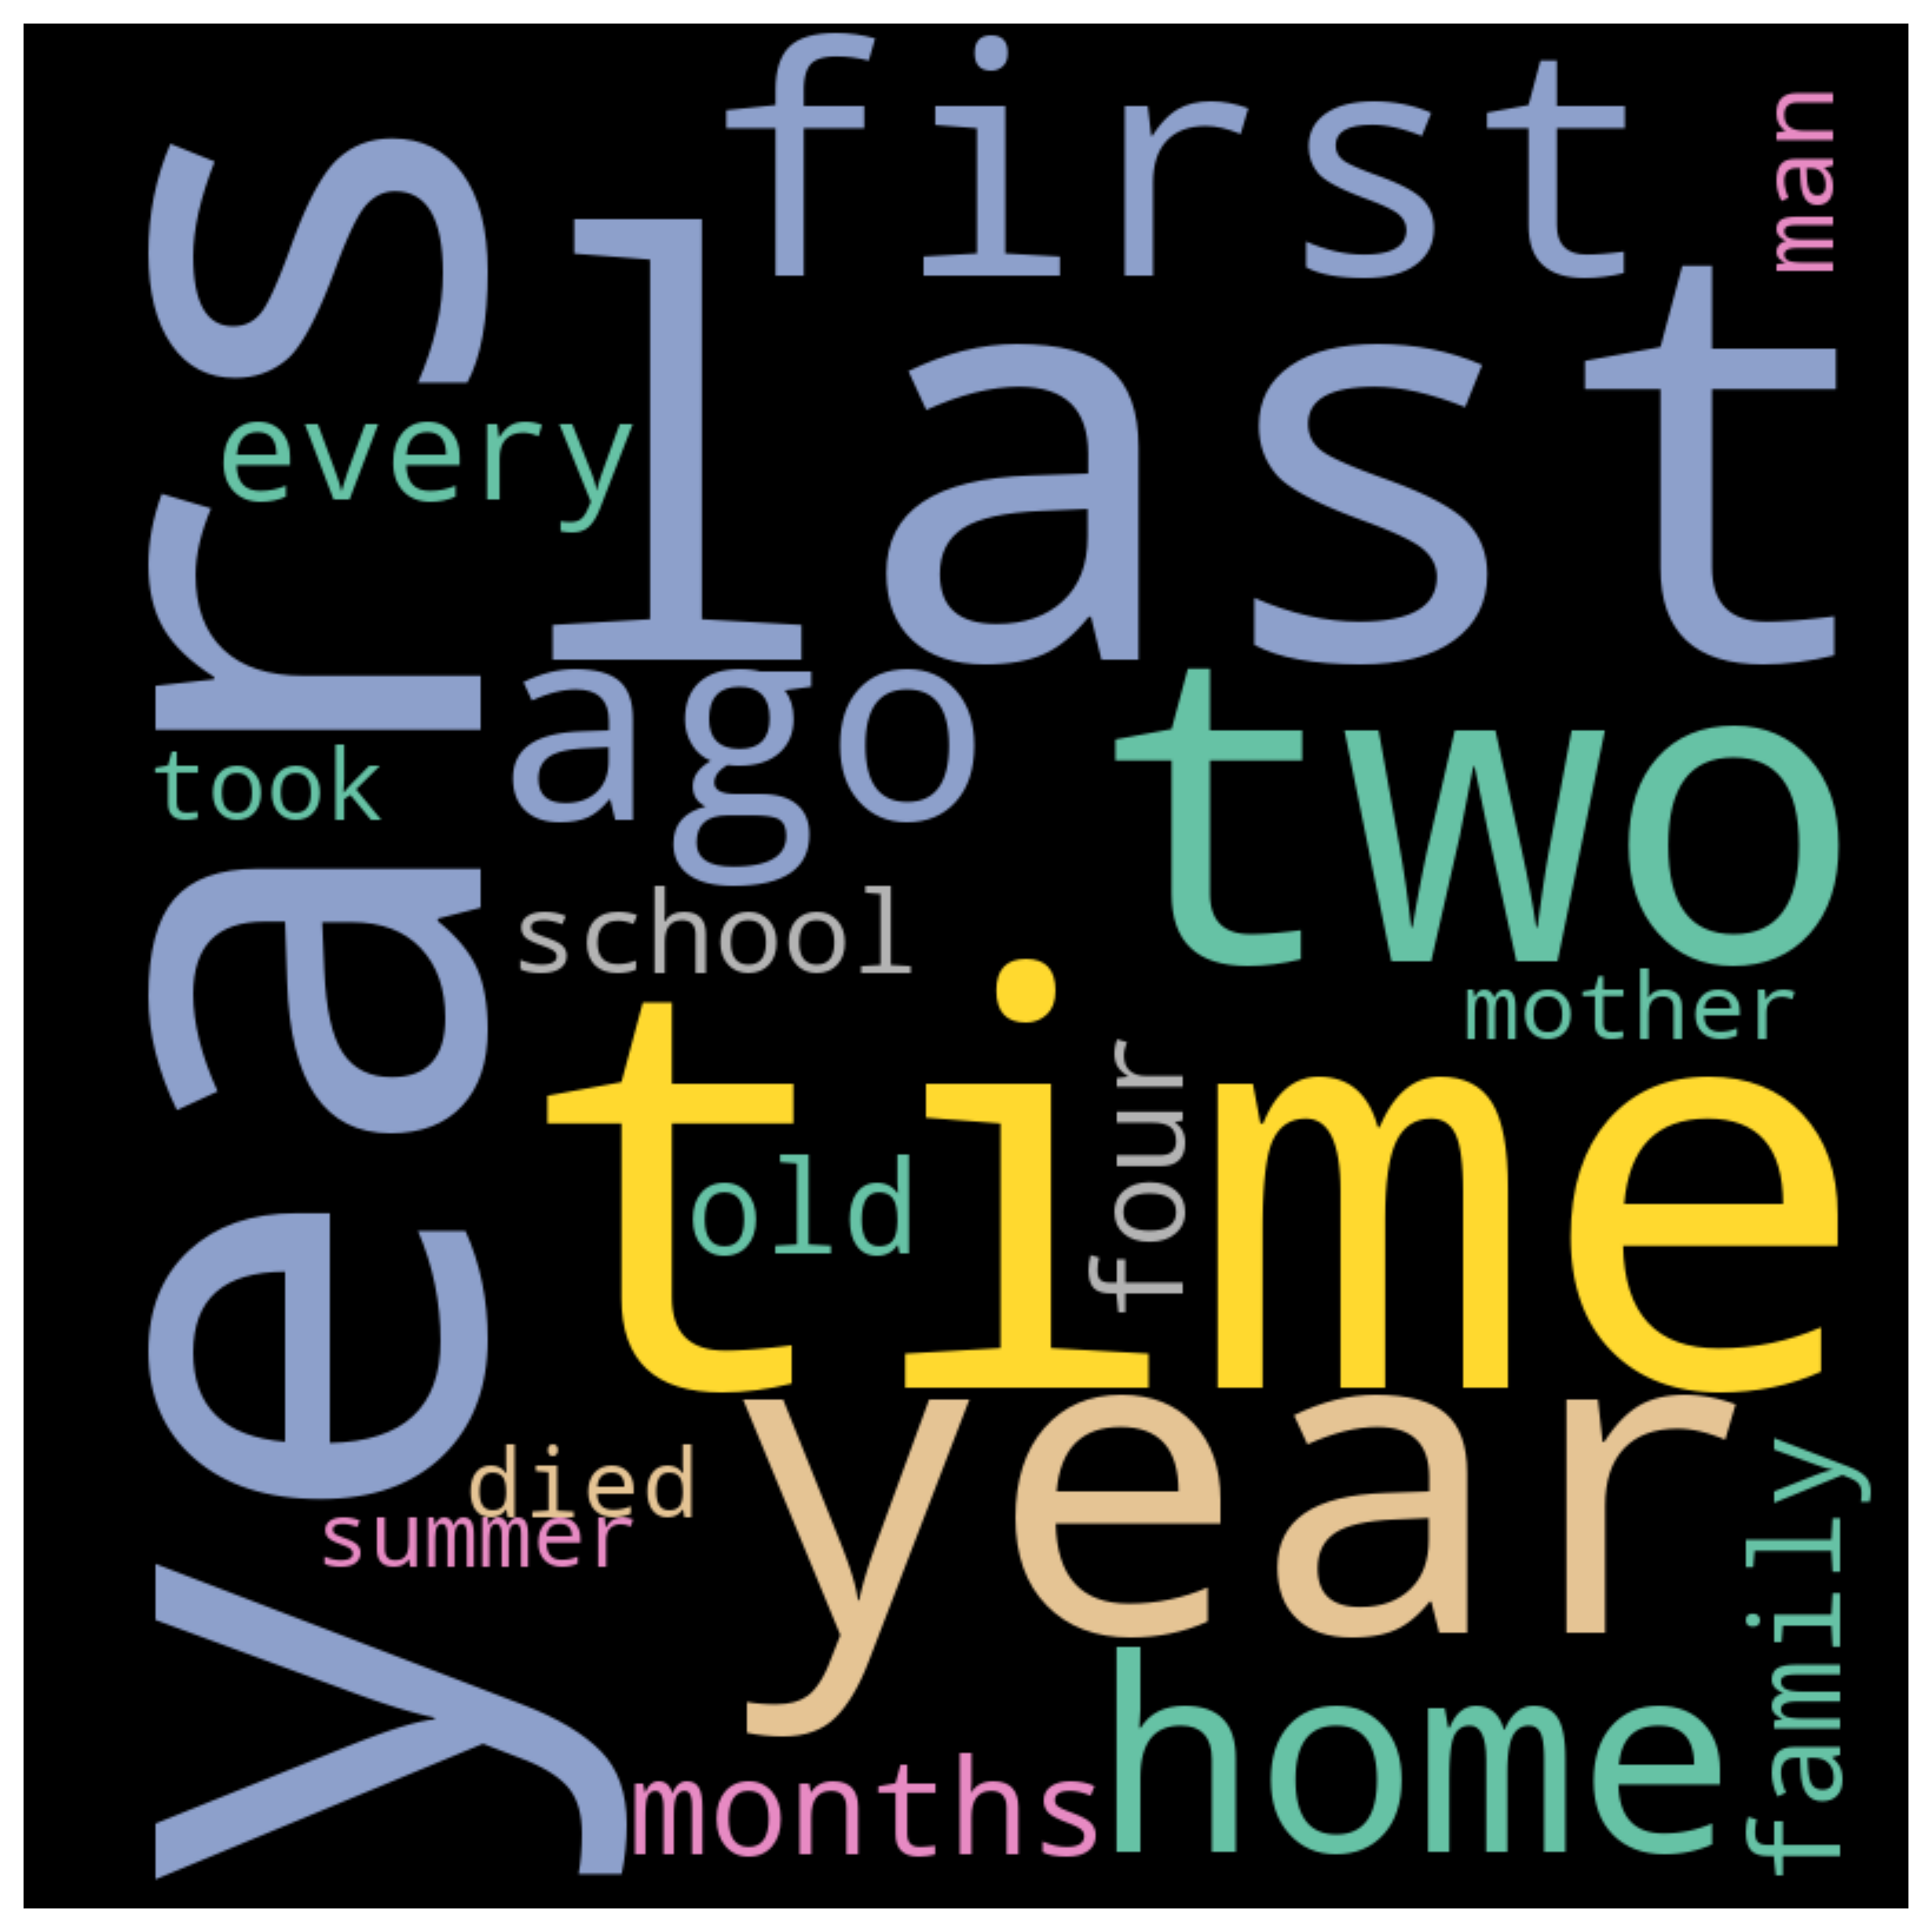 first
man
years
last
every
ago
two
took
school
mother
time
four
old
year
died
summer
family
home
months